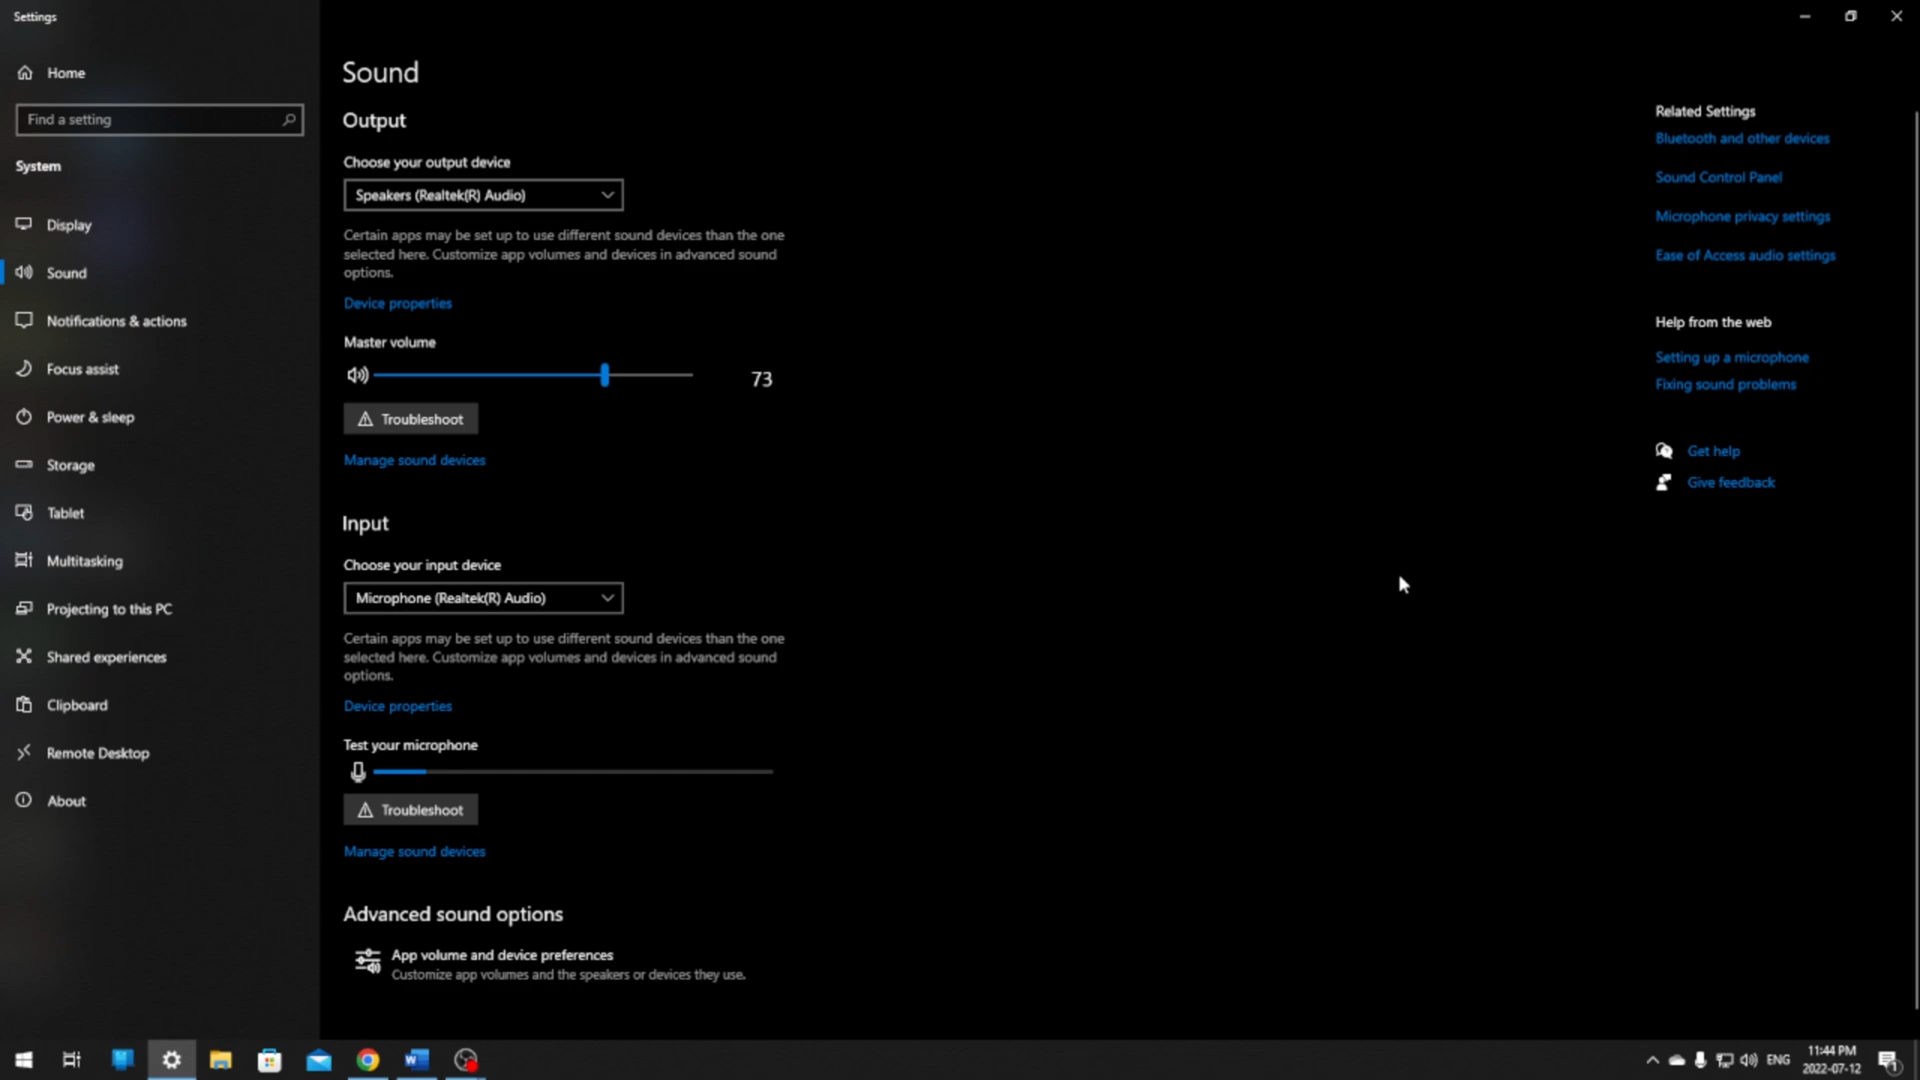 Settings
Home
Find a setting
System
Display
Sound
Notifications & actions
Focus assist
Power & sleep
Storage
Tablet
Multitasking
Projecting to this PC
Shared experiences
Clipboard
Remote Desktop
About
Sound
Output
Choose your output device
Speakers (Realtek(R) Audio)
Certain apps may be set up to use different sound devices than the one
selected here. Customize app volumes and devices in advanced sound
options.
Device properties
Master volume
73
Troubleshoot
Manage sound devices
Input
Choose your input device
Microphone (Realtek(R) Audio)
Certain apps may be set up to use different sound devices than the one
selected here. Customize app volumes and devices in advanced sound
options.
Device properties
Test your microphone
Troubleshoot
Manage sound devices
Advanced sound options
App volume and device preferences
Customize app volumes and the speakers or devices they use.
Related Settings
Bluetooth and other devices
Sound Control Panel
Microphone privacy settings
Ease of Access audio settings
Help from the web
Setting up a microphone
Fixing sound problems
Get help
Give feedback
W
ENG
11:44 PM
2022-07-12
1